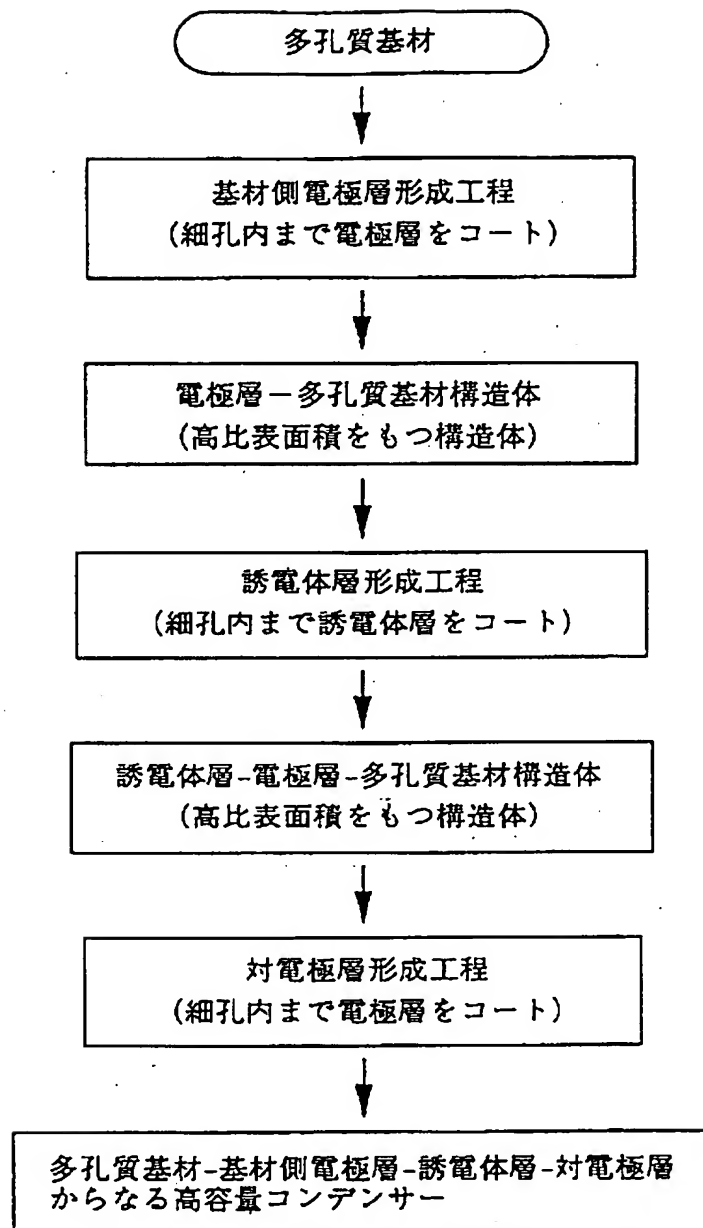 多孔質基材
基材側電極層形成工程
(細孔内まで電極層をコート)
電極層−多孔質基材構造体
(高比表面積をもつ構造体)
誘電体層形成工程
(細孔内まで誘電体層をコート)
誘電体層-電極層-多孔質基材構造体
(高比表面積をもつ構造体)
対電極層形成工程
(細孔内まで電極層をコート)
多孔質基材-基材側電極層-誘電体層-対電極層
からなる高容量コンデンサー